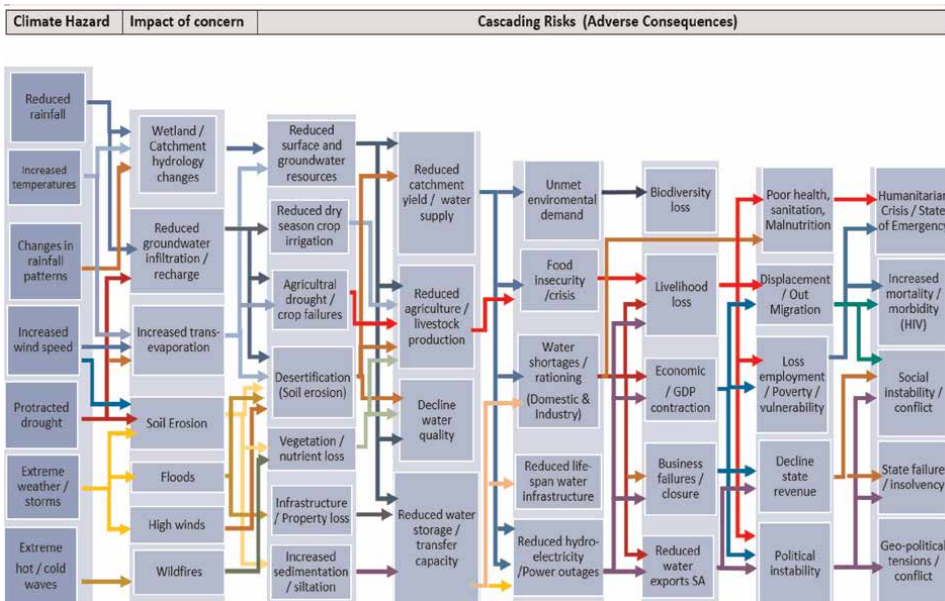 Climate Hazard
Impact of concern
Cascading Risks (Adverse Consequences)
Reduced
rainfall
Increased
temperatures
Changes in
rainfall
patterns
Increased
wind speed
Protracted
drought
Extreme
weather /
storms
Extreme
hot / cold
waves
Wetland /
Catchment
hydrology
changes
Reduced
groundwater
infiltration /
recharge
Increased trans-
evaporation
Soil Erosion
Floods
High winds
Wildfires
Reduced
surface and
groundwater
resources
Reduced dry
season crop
irrigation
Agricultral
drought /
crop failures
Desertification
(Soil erosion)
Vegetation /
nutrient loss
Infrastructure
/ Property loss
Increased
sedimentation
/ siltation
Reduced
catchment
yield / water
supply
Reduced
agriculture /
livestock
production
Decline
water
quality
Reduced water
storage /
transfer
capacity
Unmet
enviromental
demand
Food
insecurity
/crisis
Water
shortages /
rationing
(Domestic &
Industry)
Reduced life-
span water
infrastructure
Reduced hydro-
electricity
/Power outages
Biodiversity
loss
Livelihood
loss
Economic
/ GDP
contraction
Business
failures /
closure
Reduced
water
exports SA
Poor health,
sanitation,
Malnutrition
Displacement
/ Out
Migration
Loss
employment
/ Poverty /
vulnerability
Decline
state
revenue
Political
instability
Humanitarian
Crisis / State
of Emergency
Increased
mortality /
morbidity
(HIV)
Social
instability /
conflict
State failure
/ insolvency
Geo-political
tensions /
conflict